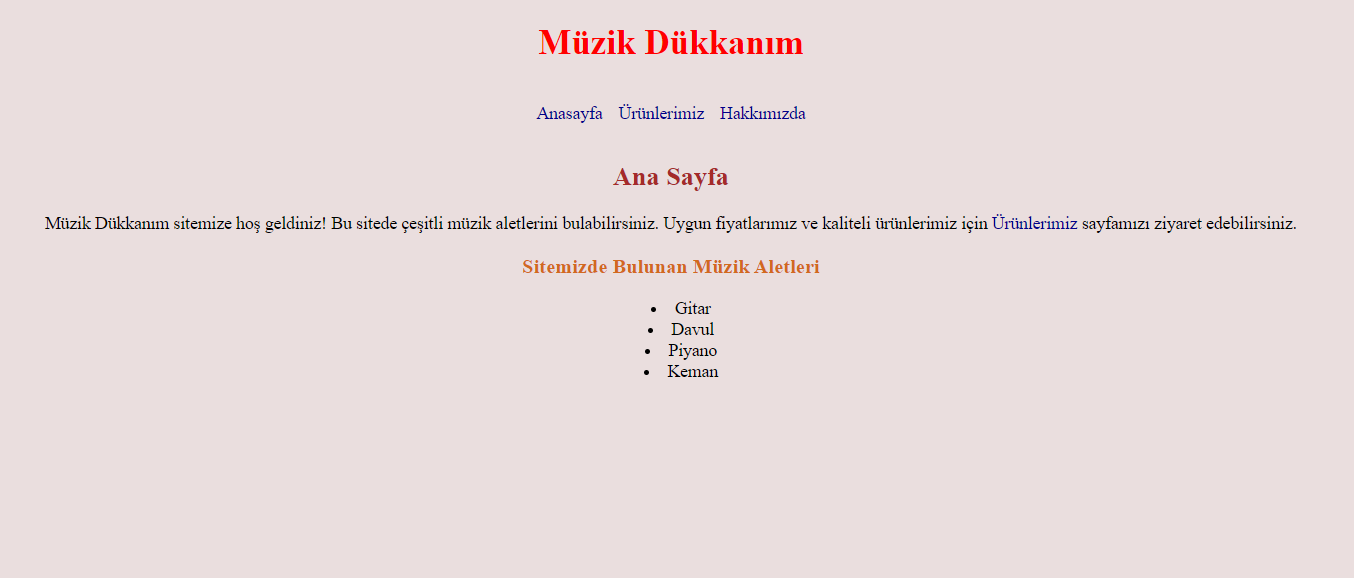 Müzik Dükkanım
Anasayfa Ürünlerimiz Hakkımızda
Ana Sayfa
Müzik Dükkanım sitemize hoş geldiniz! Bu sitede çeşitli müzik aletlerini bulabilirsiniz. Uygun fiyatlarımız ve kaliteli ürünlerimiz için Ürünlerimiz sayfamızı ziyaret edebilirsiniz.
Sitemizde Bulunan Müzik Aletleri
• Gitar
• Davul
• Piyano
• Keman